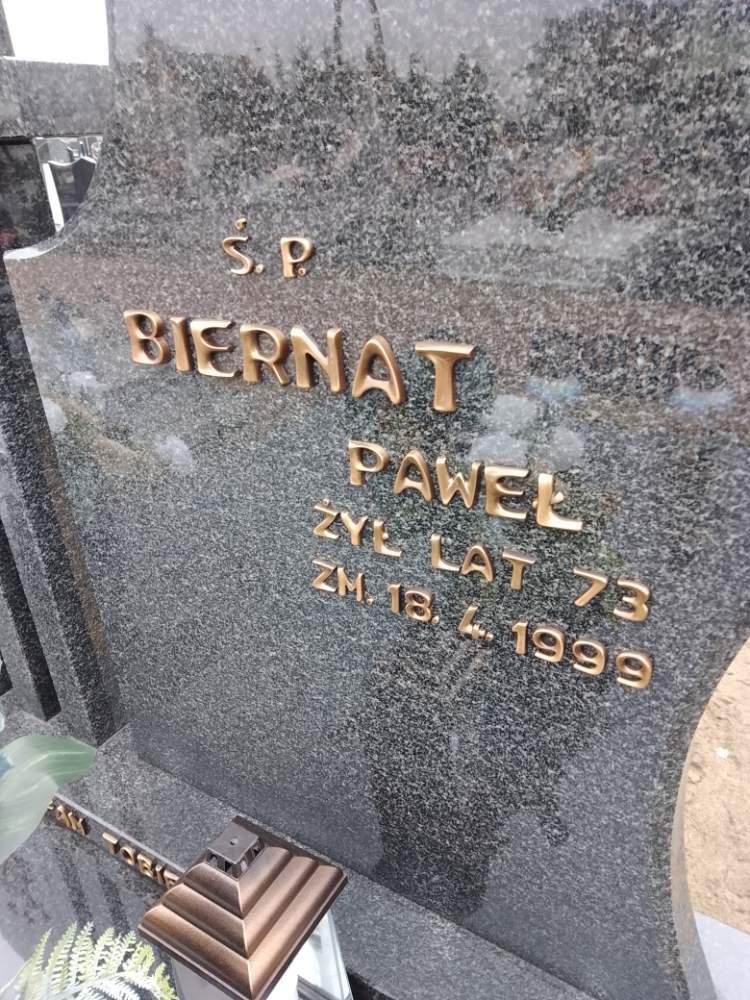 Ś. P.
BIERNAT
PAWEŁ
ŻYŁ LAT 73
ZM. 18. 4. 1999